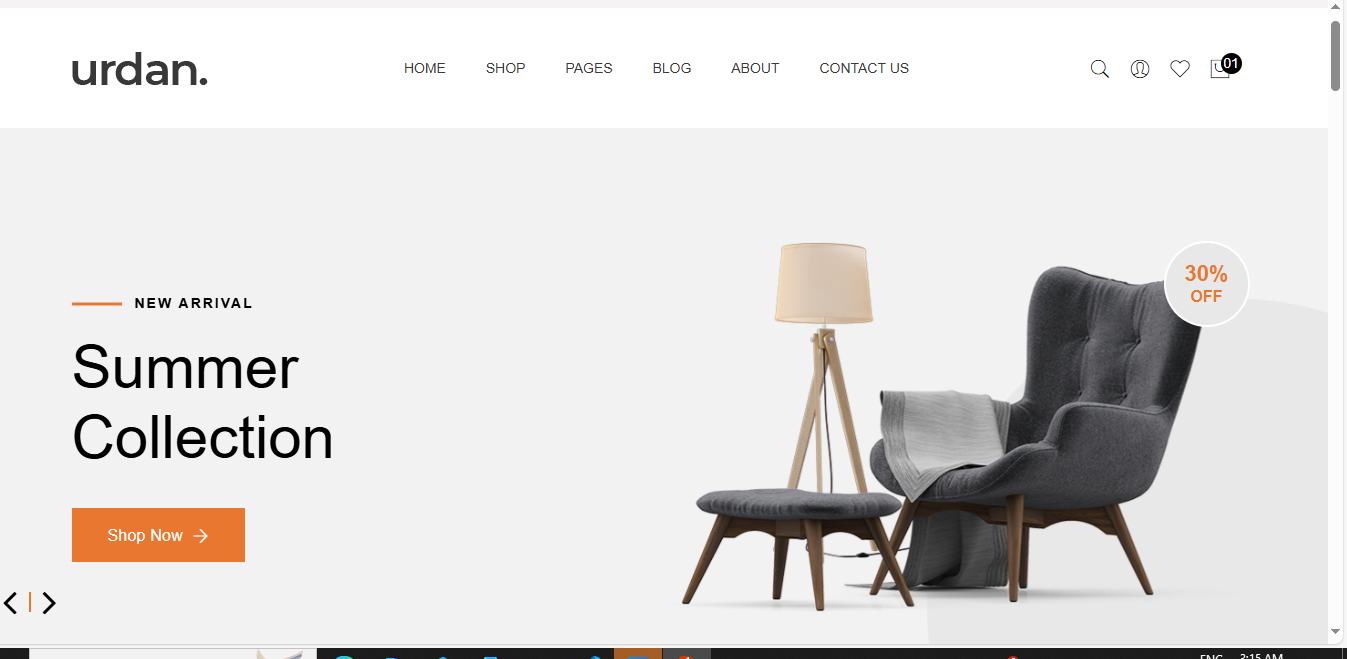 urdan.
HOME SHOP PAGES BLOG ABOUT CONTACT US
01
30%
OFF
NEW ARRIVAL
Summer
Collection
Shop Now
ENG 2:15 AM